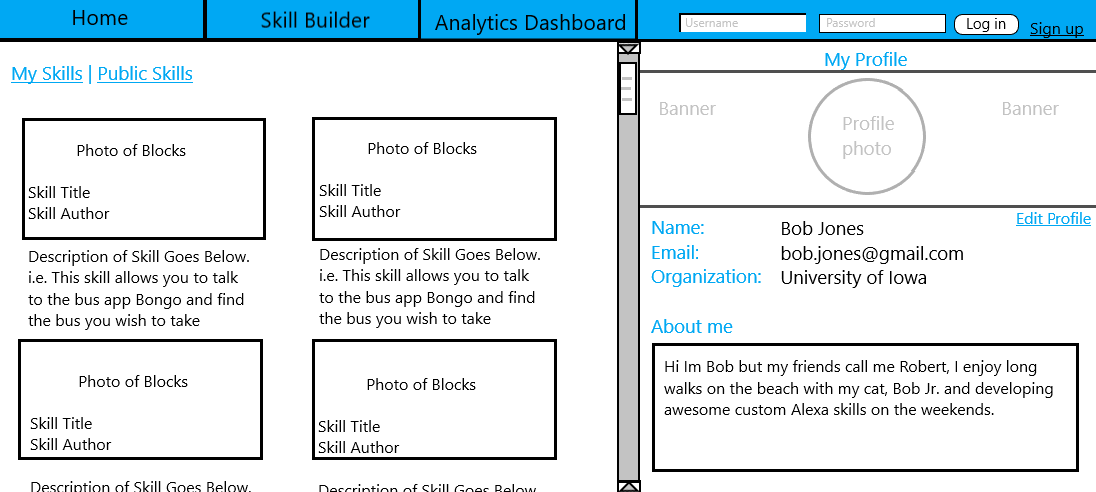 Home
Skill Builder
Analytics Dashboard
Username
Password
Log in
Sign up
My Skills | Public Skills
Photo of Blocks
Skill Title
Skill Author
Description of Skill Goes Below.
i.e. This skill allows you to talk
to the bus app Bongo and find
the bus you wish to take
Photo of Blocks
Skill Title
Skill Author
Description of Skill Goes Below.
i.e. This skill allows you to talk
to the bus app Bongo and find
the bus you wish to take
Photo of Blocks
Skill Title
Skill Author
Description of Skill Goes Below.
Photo of Blocks
Skill Title
Skill Author
Description of Skill Goes Below.
My Profile
Banner
Profile
photo
Banner
Edit Profile
Name: Bob Jones
Email: bob.jones@gmail.com
Organization: University of Iowa
About me
Hi Im Bob but my friends call me Robert, I enjoy long
walks on the beach with my cat, Bob Jr. and developing
awesome custom Alexa skills on the weekends.